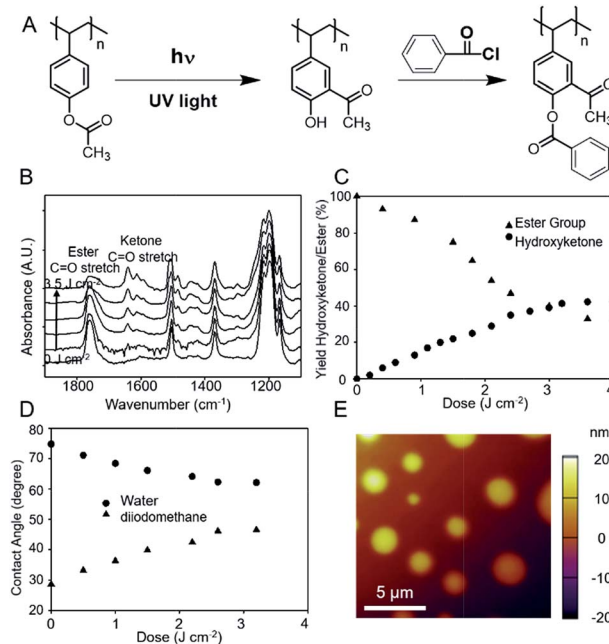 A
n
O
O
CH3
hν
UV light
n
O
OH
CH3
O
Cl
n
O
O
CH3
O
B
Absorbance (A.U.)
Ester
C=O stretch
Ketone
C=O stretch
3.5 J cm-2
0 J cm-2
1800 1600 1400 1200
Wavenumber (cm-1)
C
Yield Hydroxyketone/Ester (%)
100
80
60
40
20
0
Ester Group
Hydroxyketone
0 1 2 3 4
Dose (J cm-2)
D
Contact Angle (degree)
80
70
60
50
40
30
20
Water
diiodomethane
0 1 2 3 4
Dose (J cm-2)
E
5 µm
nm
20
10
0
-10
-20